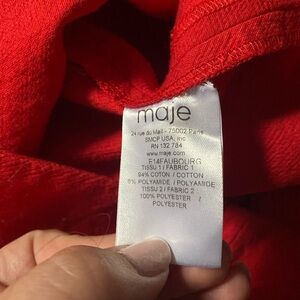 maje
24 rue du Mail - 75002 Paris
SMCP USA, Inc
RN 132 784
www.maje.com
E14FAUBOURG
TISSU 1 / FABRIC 1
94% COTON / COTTON
6% POLYAMIDE / POLYAMIDE
TISSU 2 / FABRIC 2
100% POLYESTER /
POLYESTER